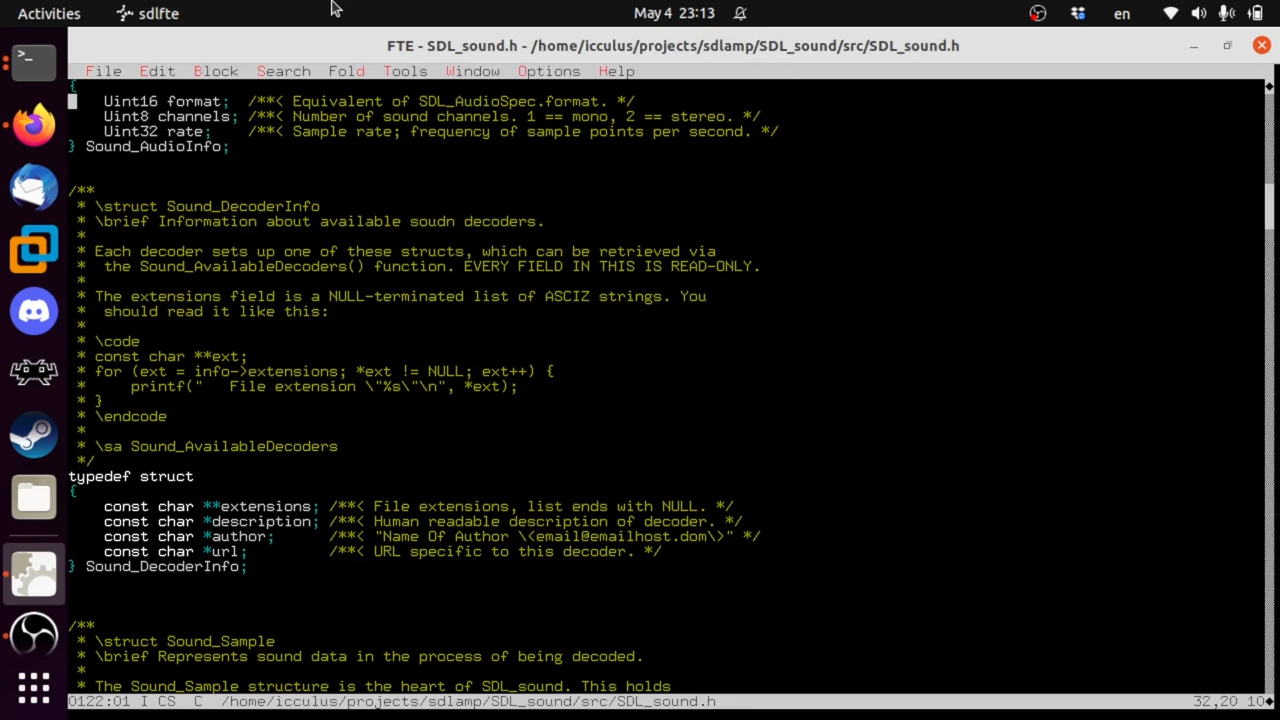 Activities
sdlfte
May 4 23:13
en
FTE - SDL_sound.h - /home/icculus/projects/sdlamp/SDL_sound/src/SDL_sound.h
File Edit Block Search Fold Tools Window Options Help
{
    Uint16 format;  /**< Equivalent of SDL_AudioSpec.format. */
    Uint8 channels; /**< Number of sound channels. 1 == mono, 2 == stereo. */
    Uint32 rate;    /**< Sample rate; frequency of sample points per second. */
} Sound_AudioInfo;
/**
 * \struct Sound_DecoderInfo
 * \brief Information about available soudn decoders.
 *
 * Each decoder sets up one of these structs, which can be retrieved via
 *  the Sound_AvailableDecoders() function. EVERY FIELD IN THIS IS READ-ONLY.
 *
 * The extensions field is a NULL-terminated list of ASCIZ strings. You
 *  should read it like this:
 *
 * \code
 * const char **ext;
 * for (ext = info->extensions; *ext != NULL; ext++) {
 *     printf("   File extension \"%s\"\n", *ext);
 * }
 * \endcode
 *
 * \sa Sound_AvailableDecoders
 */
typedef struct
{
    const char **extensions; /**< File extensions, list ends with NULL. */
    const char *description; /**< Human readable description of decoder. */
    const char *author;      /**< "Name Of Author \<email@emailhost.dom\>" */
    const char *url;         /**< URL specific to this decoder. */
} Sound_DecoderInfo;
/**
 * \struct Sound_Sample
 * \brief Represents sound data in the process of being decoded.
 *
 * The Sound_Sample structure is the heart of SDL_sound. This holds
0122:01 I CS  C  /home/icculus/projects/sdlamp/SDL_sound/src/SDL_sound.h 32,20 10